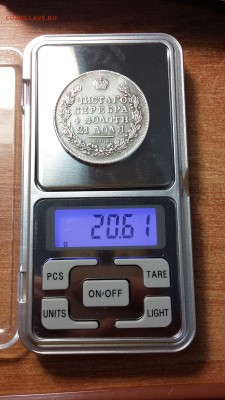 COINS.LAVE.RU
ЧИСТАГО
СЕРЕБРА
4 ЗОЛОТН.
21 ДОЛЯ.
20.61
g
PCS
TARE
ON/OFF
UNITS
LIGHT